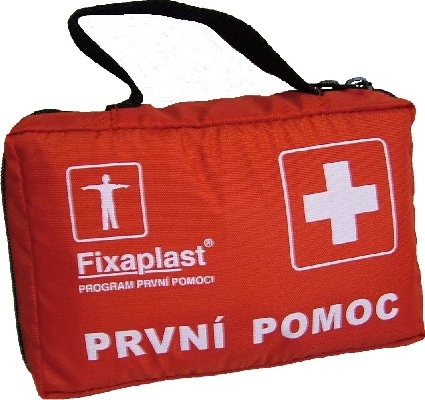 Fixaplast®
PROGRAM PRVNÍ POMOCI
PRVNÍ POMOC